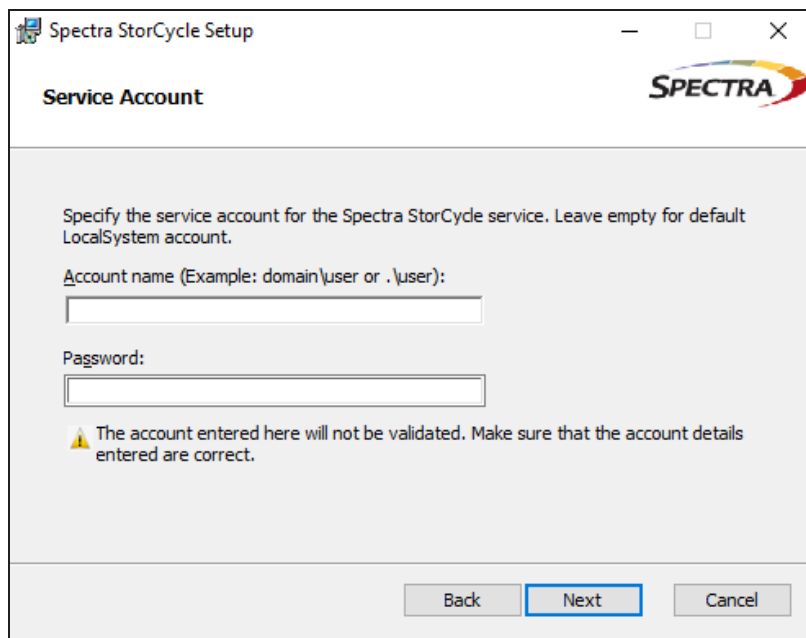 Spectra StorCycle Setup
Service Account
SPECTRA
Specify the service account for the Spectra StorCycle service. Leave empty for default
LocalSystem account.
Account name (Example: domain\user or .\user):
Password:
The account entered here will not be validated. Make sure that the account details
entered are correct.
Back Next Cancel